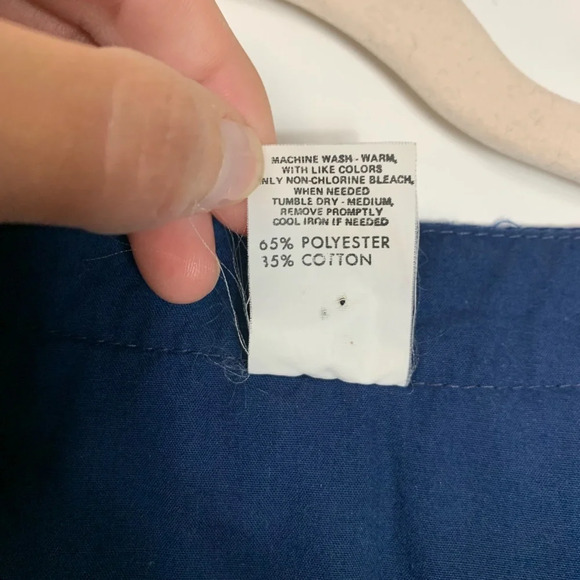 MACHINE WASH - WARM,
WITH LIKE COLORS
NLY NON-CHLORINE BLEACH,
WHEN NEEDED
TUMBLE DRY - MEDIUM,
REMOVE PROMPTLY
COOL IRON IF NEEDED
65% POLYESTER
35% COTTON